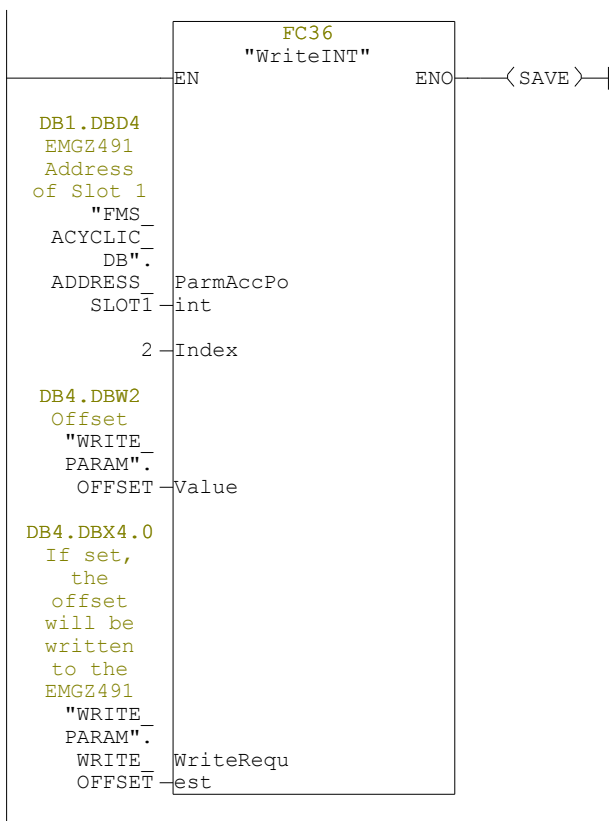 FC36
"WriteINT"
EN
ENO
SAVE
DB1.DBD4
EMGZ491
Address
of Slot 1
"FMS_
ACYCLIC_
DB".
ADDRESS_ ParmAccPo
SLOT1 int
2 Index
DB4.DBW2
Offset
"WRITE_
PARAM".
OFFSET Value
DB4.DBX4.0
If set,
the
offset
will be
written
to the
EMGZ491
"WRITE_
PARAM".
WRITE_ WriteRequ
OFFSET est